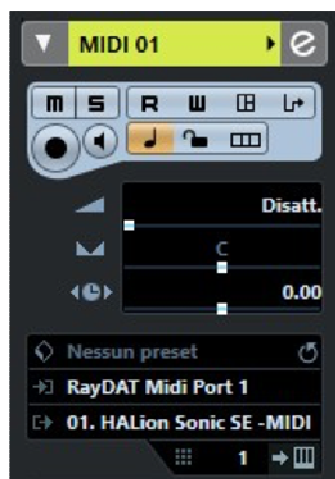 MIDI 01
m S R W
Disatt.
C
0.00
Nessun preset
RayDAT Midi Port 1
01. HALion Sonic SE -MIDI
1